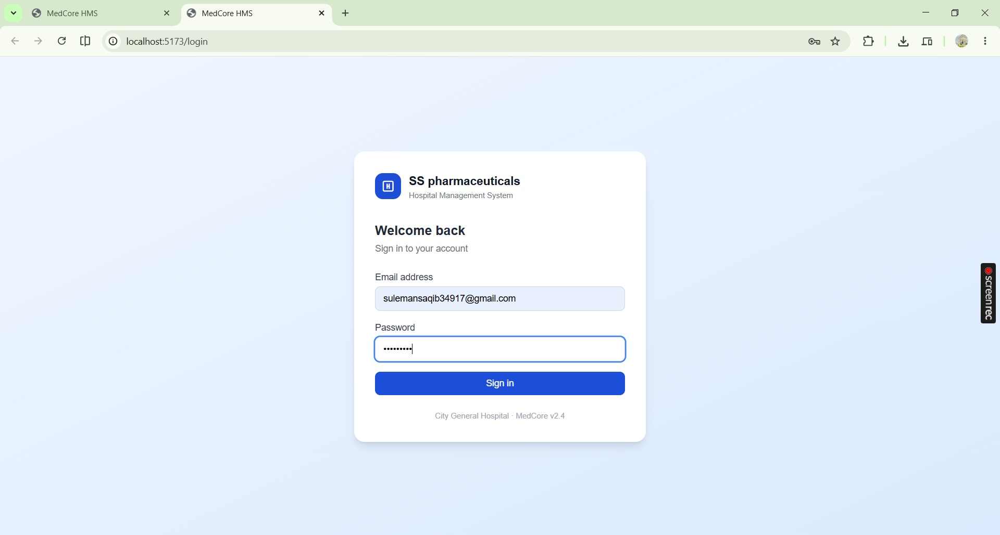 MedCore HMS
MedCore HMS
localhost:5173/login
H
SS pharmaceuticals
Hospital Management System
Welcome back
Sign in to your account
Email address
sulemansaqib34917@gmail.com
Password
•••••••••
Sign in
City General Hospital · MedCore v2.4
screenrec